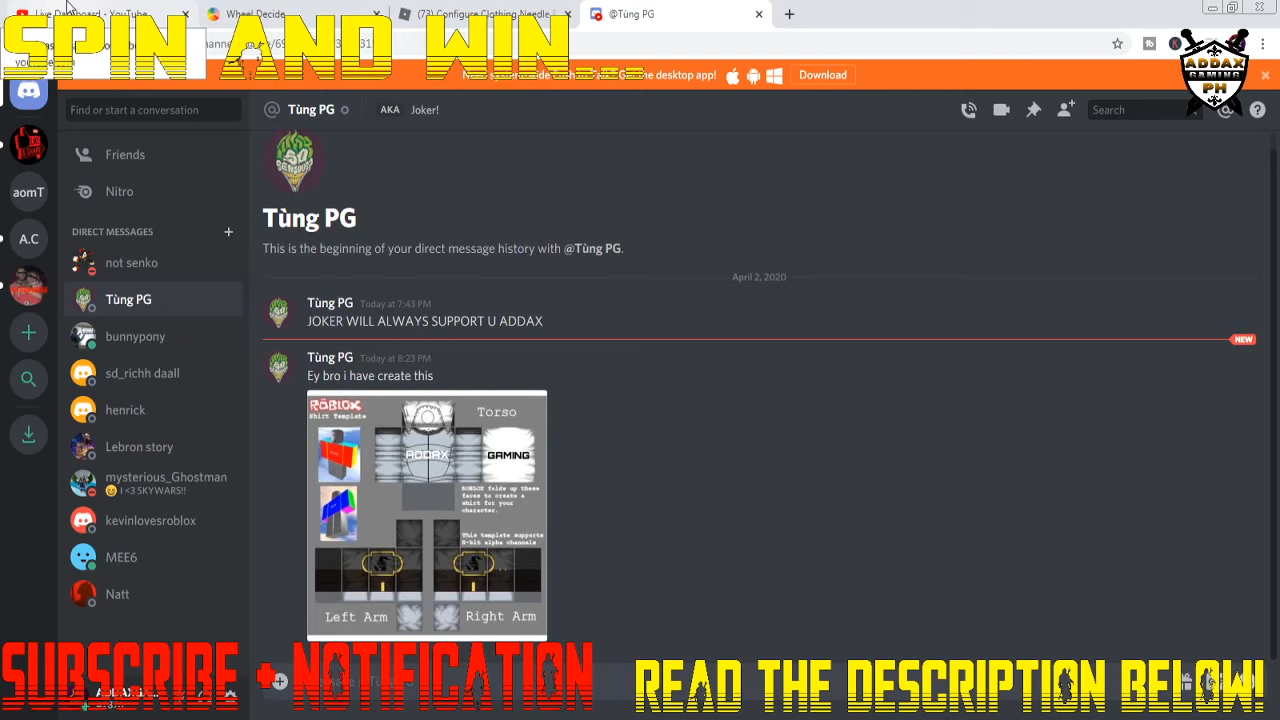 Live Dashboard - YouTube
Wheel Decide
(73) Configure Clothing Needle
@Tùng PG
SPIN AND WIN...
desktop app!
Download
ADDAX
GAMING
PH
Find or start a conversation
@ Tùng PG
AKA
Joker!
Search
aomT
A.C
Friends
Nitro
DIRECT MESSAGES
not senko
Tùng PG
bunnypony
sd_richh daall
henrick
Lebron story
mysterious_Ghostman
I <3 SKYWARS!!
kevinlovesroblox
MEE6
Natt
Tùng PG
This is the beginning of your direct message history with @Tùng PG.
April 2, 2020
Tùng PG Today at 7:43 PM
JOKER WILL ALWAYS SUPPORT U ADDAX
NEW
Tùng PG Today at 8:23 PM
Ey bro i have create this
ROBLOX
Shirt Template
Torso
ADDAX
GAMING
ROBLOX folds up these
faces to create a
shirt for your
character.
This template supports
8-bit alpha channels
Left Arm
Right Arm
SUBSCRIBE + NOTIFICATION
READ THE DESCRIPTION BELOW!